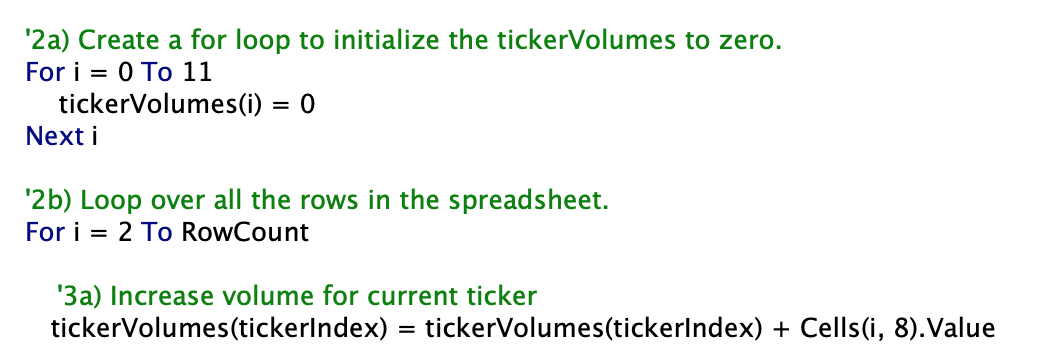 '2a) Create a for loop to initialize the tickerVolumes to zero.
For i = 0 To 11
tickerVolumes(i) = 0
Next i
'2b) Loop over all the rows in the spreadsheet.
For i = 2 To RowCount
'3a) Increase volume for current ticker
tickerVolumes(tickerIndex) = tickerVolumes(tickerIndex) + Cells(i, 8).Value